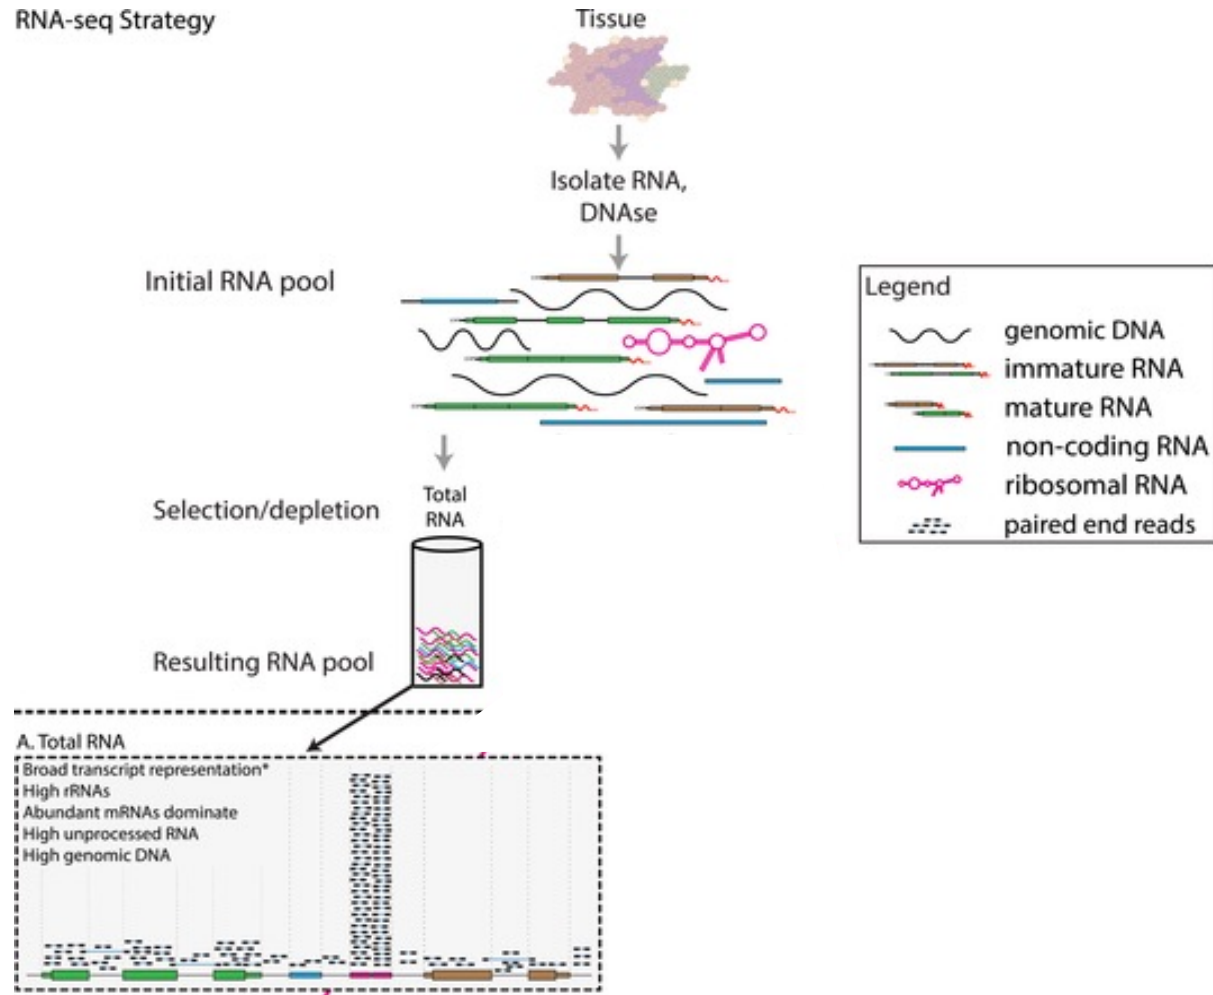 RNA-seq Strategy
Tissue
Isolate RNA,
DNAse
Initial RNA pool
Legend
genomic DNA
immature RNA
mature RNA
non-coding RNA
ribosomal RNA
paired end reads
Selection/depletion
Total
RNA
Resulting RNA pool
A. Total RNA
Broad transcript representation*
High rRNAs
Abundant mRNAs dominate
High unprocessed RNA
High genomic DNA